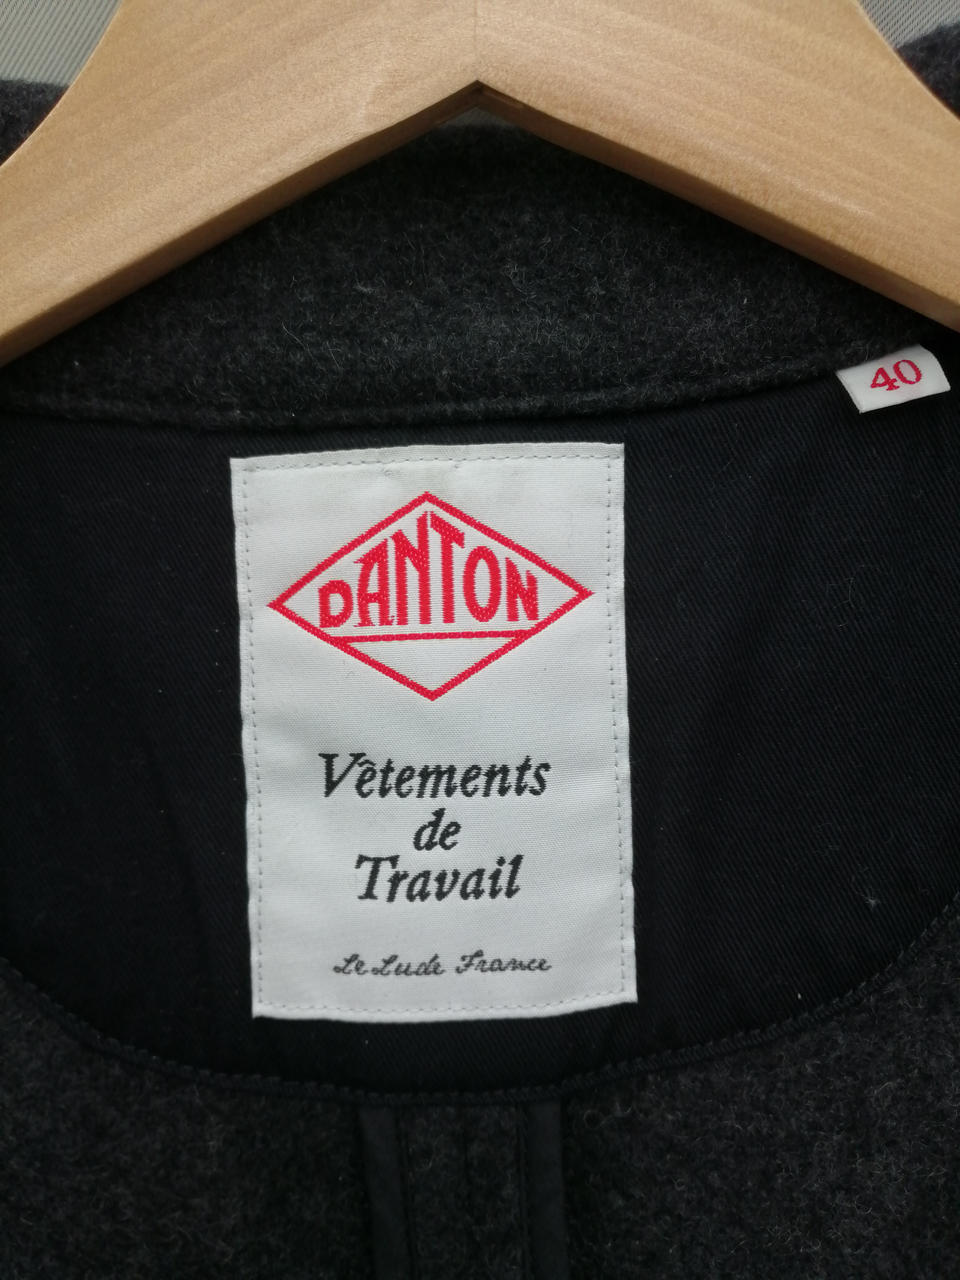 40
DANTON
Vêtements
de
Travail
Le Lude France